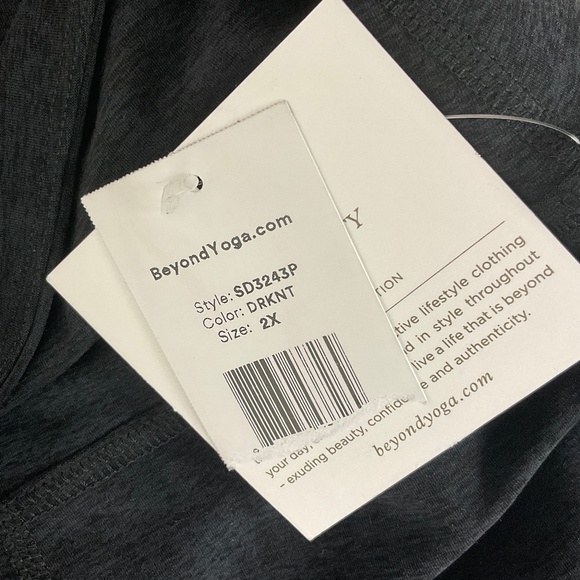 BeyondYoga.com
Style: SD3243P
Color: DRKNT
Size: 2X
Y
TION
tive lifestyle clothing
d in style throughout
live a life that is beyond
your day,
- exuding beauty, confid e and authenticity.
beyondyoga.com